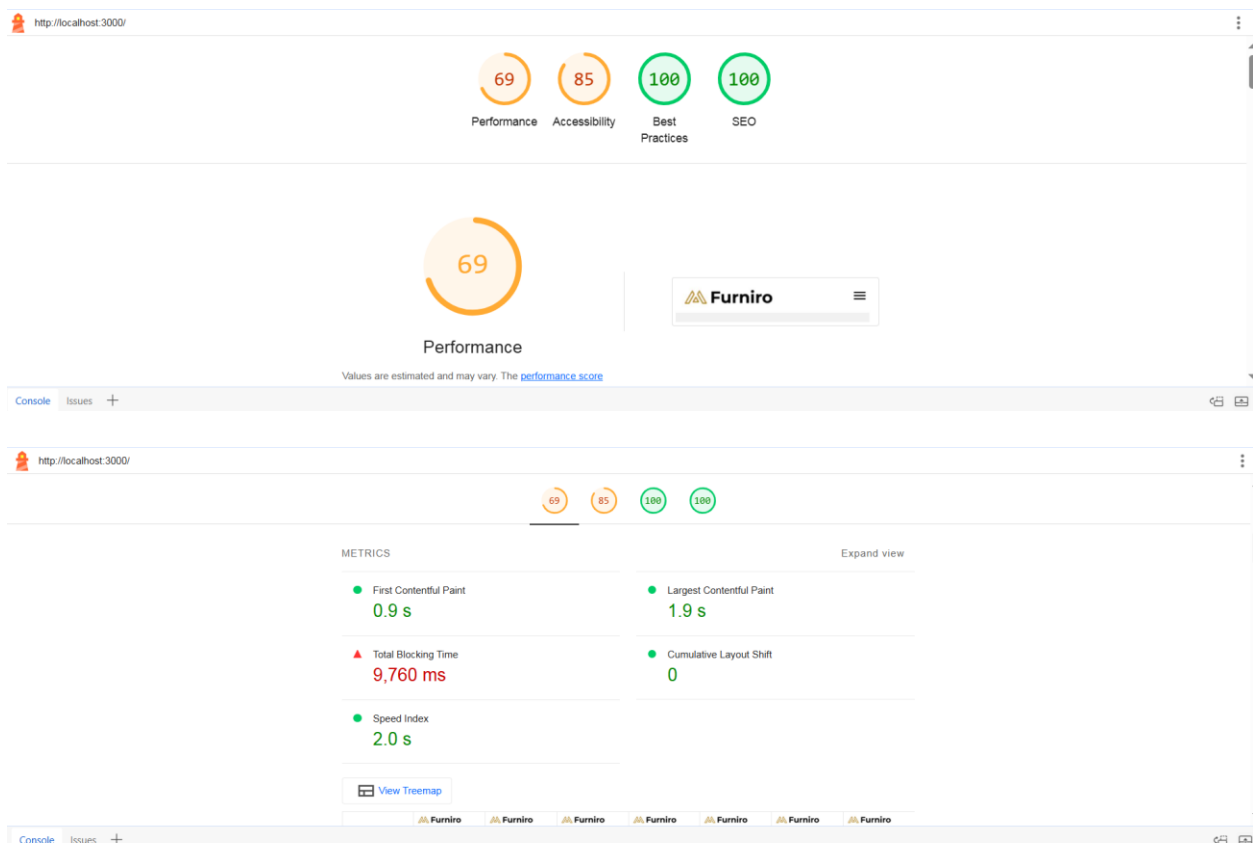 http://localhost:3000/
69 85 100 100
Performance Accessibility Best Practices SEO
69
Furniro
Performance
Values are estimated and may vary. The performance score
Console Issues
http://localhost:3000/
69 85 100 100
METRICS Expand view
First Contentful Paint Largest Contentful Paint
0.9 s 1.9 s
Total Blocking Time Cumulative Layout Shift
9,760 ms 0
Speed Index
2.0 s
View Treemap
Furniro Furniro Furniro Furniro Furniro Furniro Furniro
Console Issues